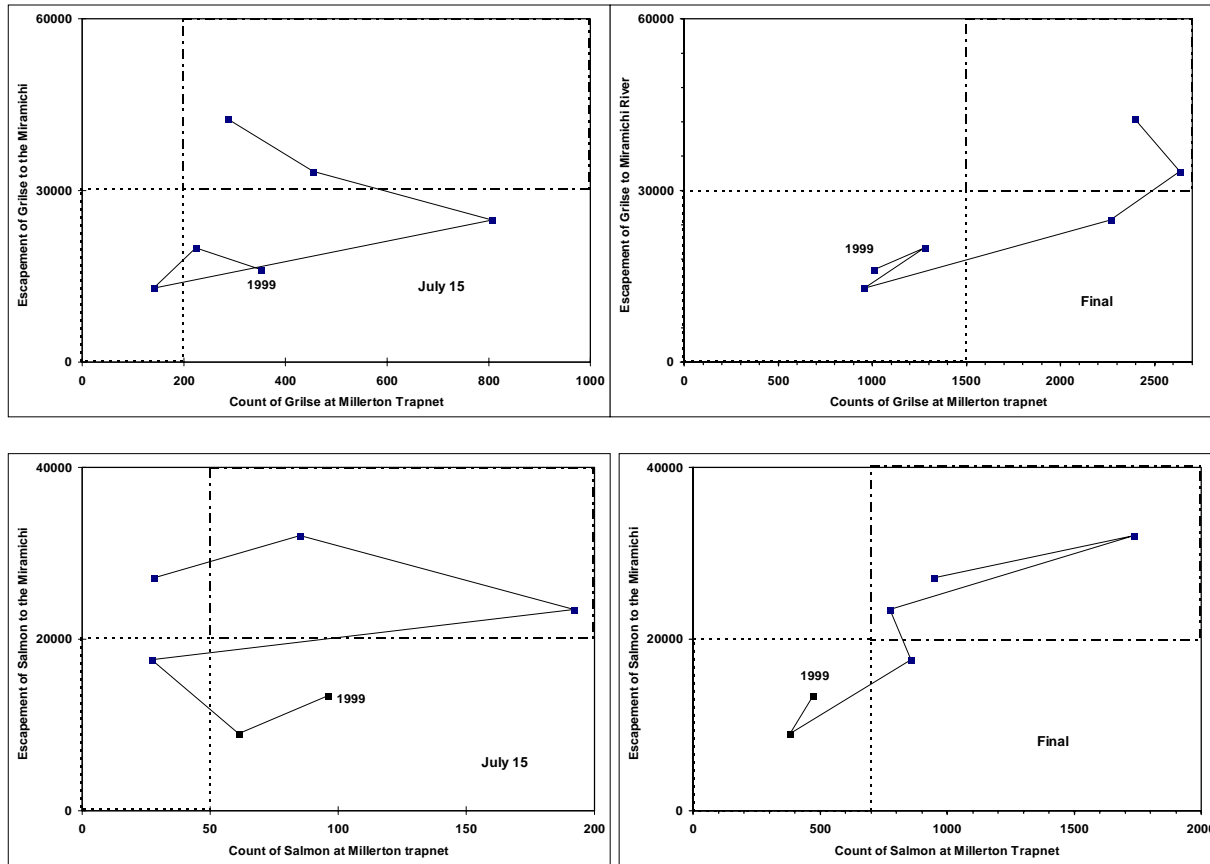 Escapement of Grilse to the Miramichi
60000
30000
0
1999
July 15
0 200 400 600 800 1000
Count of Grilse at Millerton Trapnet
Escapement of Grilse to Miramichi River
60000
30000
0
1999
Final
0 500 1000 1500 2000 2500
Counts of Grilse at Millerton trapnet
Escapement of Salmon to the Miramichi
40000
20000
0
1999
July 15
0 50 100 150 200
Count of Salmon at Millerton trapnet
Escapement of Salmon to the Miramichi
40000
20000
0
1999
Final
0 500 1000 1500 2000
Count of Salmon at Millerton Trapnet